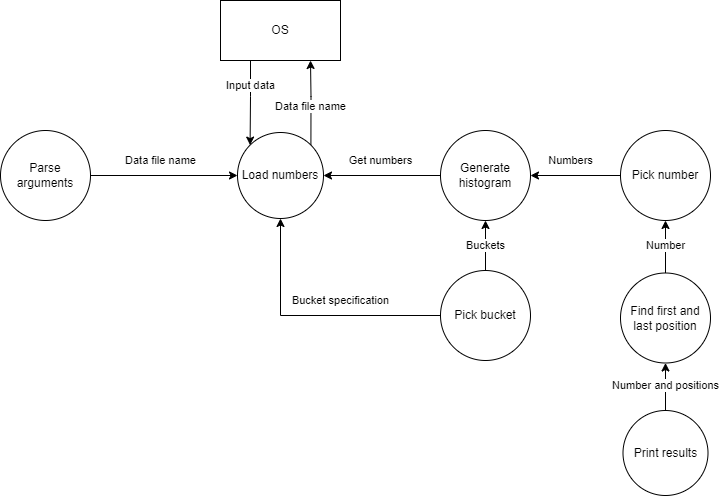 OS
Input data
Data file name
Parse
arguments
Data file name
Load numbers
Get numbers
Generate
histogram
Numbers
Pick number
Buckets
Number
Bucket specification
Pick bucket
Find first and
last position
Number and positions
Print results